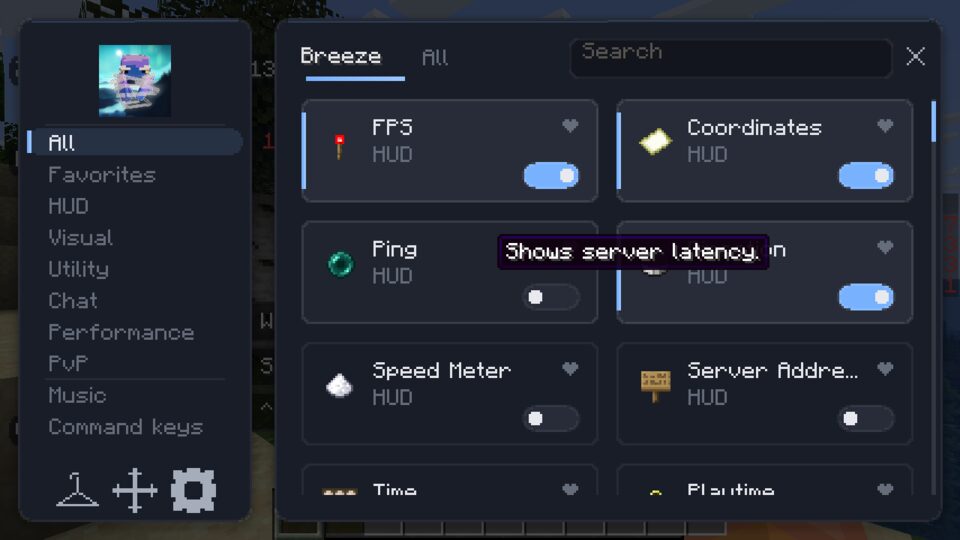 All
Favorites
HUD
Visual
Utility
Chat
Performance
PvP
Music
Command keys
Breeze
All
Search
FPS
HUD
Coordinates
HUD
Ping
HUD
Shows server latency.
HUD
Speed Meter
HUD
Server Addre...
HUD
Time
Playtime
13